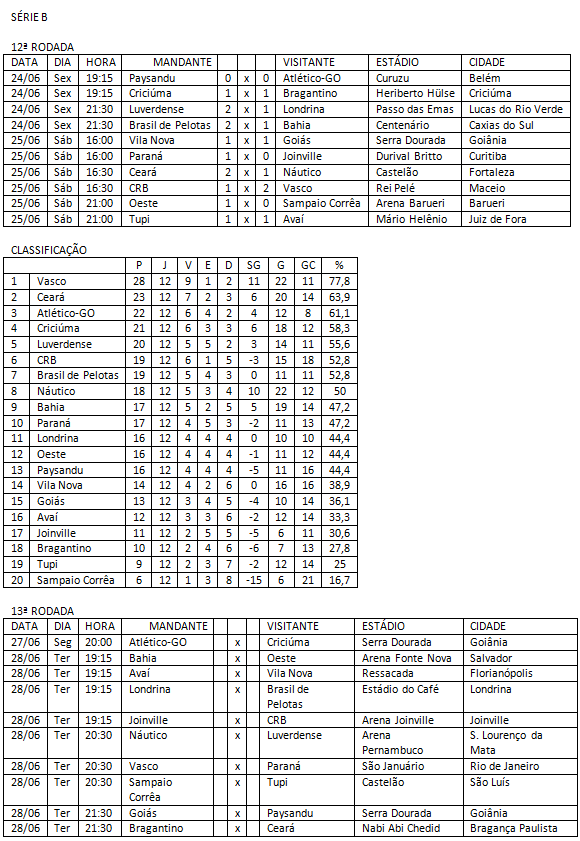 SÉRIE B
12ª RODADA
DATA DIA HORA MANDANTE VISITANTE ESTÁDIO CIDADE
24/06 Sex 19:15 Paysandu 0 x 0 Atlético-GO Curuzu Belém
24/06 Sex 19:15 Criciúma 1 x 1 Bragantino Heriberto Hülse Criciúma
24/06 Sex 21:30 Luverdense 2 x 1 Londrina Passo das Emas Lucas do Rio Verde
24/06 Sex 21:30 Brasil de Pelotas 2 x 1 Bahia Centenário Caxias do Sul
25/06 Sáb 16:00 Vila Nova 1 x 1 Goiás Serra Dourada Goiânia
25/06 Sáb 16:00 Paraná 1 x 0 Joinville Durival Britto Curitiba
25/06 Sáb 16:30 Ceará 2 x 1 Náutico Castelão Fortaleza
25/06 Sáb 16:30 CRB 1 x 2 Vasco Rei Pelé Maceio
25/06 Sáb 21:00 Oeste 1 x 0 Sampaio Corrêa Arena Barueri Barueri
25/06 Sáb 21:00 Tupi 1 x 1 Avaí Mário Helênio Juiz de Fora
CLASSIFICAÇÃO
P J V E D SG G GC %
1 Vasco 28 12 9 1 2 11 22 11 77,8
2 Ceará 23 12 7 2 3 6 20 14 63,9
3 Atlético-GO 22 12 6 4 2 4 12 8 61,1
4 Criciúma 21 12 6 3 3 6 18 12 58,3
5 Luverdense 20 12 5 5 2 3 14 11 55,6
6 CRB 19 12 6 1 5 -3 15 18 52,8
7 Brasil de Pelotas 19 12 5 4 3 0 11 11 52,8
8 Náutico 18 12 5 3 4 10 22 12 50
9 Bahia 17 12 5 2 5 5 19 14 47,2
10 Paraná 17 12 4 5 3 -2 11 13 47,2
11 Londrina 16 12 4 4 4 0 10 10 44,4
12 Oeste 16 12 4 4 4 -1 11 12 44,4
13 Paysandu 16 12 4 4 4 -5 11 16 44,4
14 Vila Nova 14 12 4 2 6 0 16 16 38,9
15 Goiás 13 12 3 4 5 -4 10 14 36,1
16 Avaí 12 12 3 3 6 -2 12 14 33,3
17 Joinville 11 12 2 5 5 -5 6 11 30,6
18 Bragantino 10 12 2 4 6 -6 7 13 27,8
19 Tupi 9 12 2 3 7 -2 12 14 25
20 Sampaio Corrêa 6 12 1 3 8 -15 6 21 16,7
13ª RODADA
DATA DIA HORA MANDANTE VISITANTE ESTÁDIO CIDADE
27/06 Seg 20:00 Atlético-GO x Criciúma Serra Dourada Goiânia
28/06 Ter 19:15 Bahia x Oeste Arena Fonte Nova Salvador
28/06 Ter 19:15 Avaí x Vila Nova Ressacada Florianópolis
28/06 Ter 19:15 Londrina x Brasil de Estádio do Café Londrina
Pelotas
28/06 Ter 19:15 Joinville x CRB Arena Joinville Joinville
28/06 Ter 20:30 Náutico x Luverdense Arena S. Lourenço da
Pernambuco Mata
28/06 Ter 20:30 Vasco x Paraná São Januário Rio de Janeiro
28/06 Ter 20:30 Sampaio x Tupi Castelão São Luís
Corrêa
28/06 Ter 21:30 Goiás x Paysandu Serra Dourada Goiânia
28/06 Ter 21:30 Bragantino x Ceará Nabi Abi Chedid Bragança Paulista